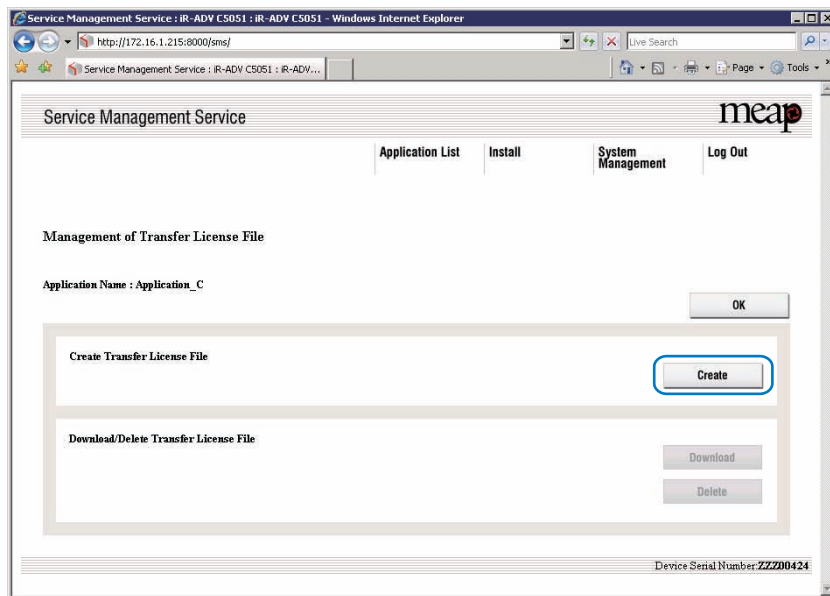 Service Management Service : iR-ADV C5051 : iR-ADV C5051 - Windows Internet Explorer
http://172.16.1.215:8000/sms/
Live Search
Service Management Service : iR-ADV C5051 : iR-ADV...
Page
Tools
Service Management Service
meap
Application List
Install
System Management
Log Out
Management of Transfer License File
Application Name : Application_C
OK
Create Transfer License File
Create
Download/Delete Transfer License File
Download
Delete
Device Serial Number:ZZZ00424